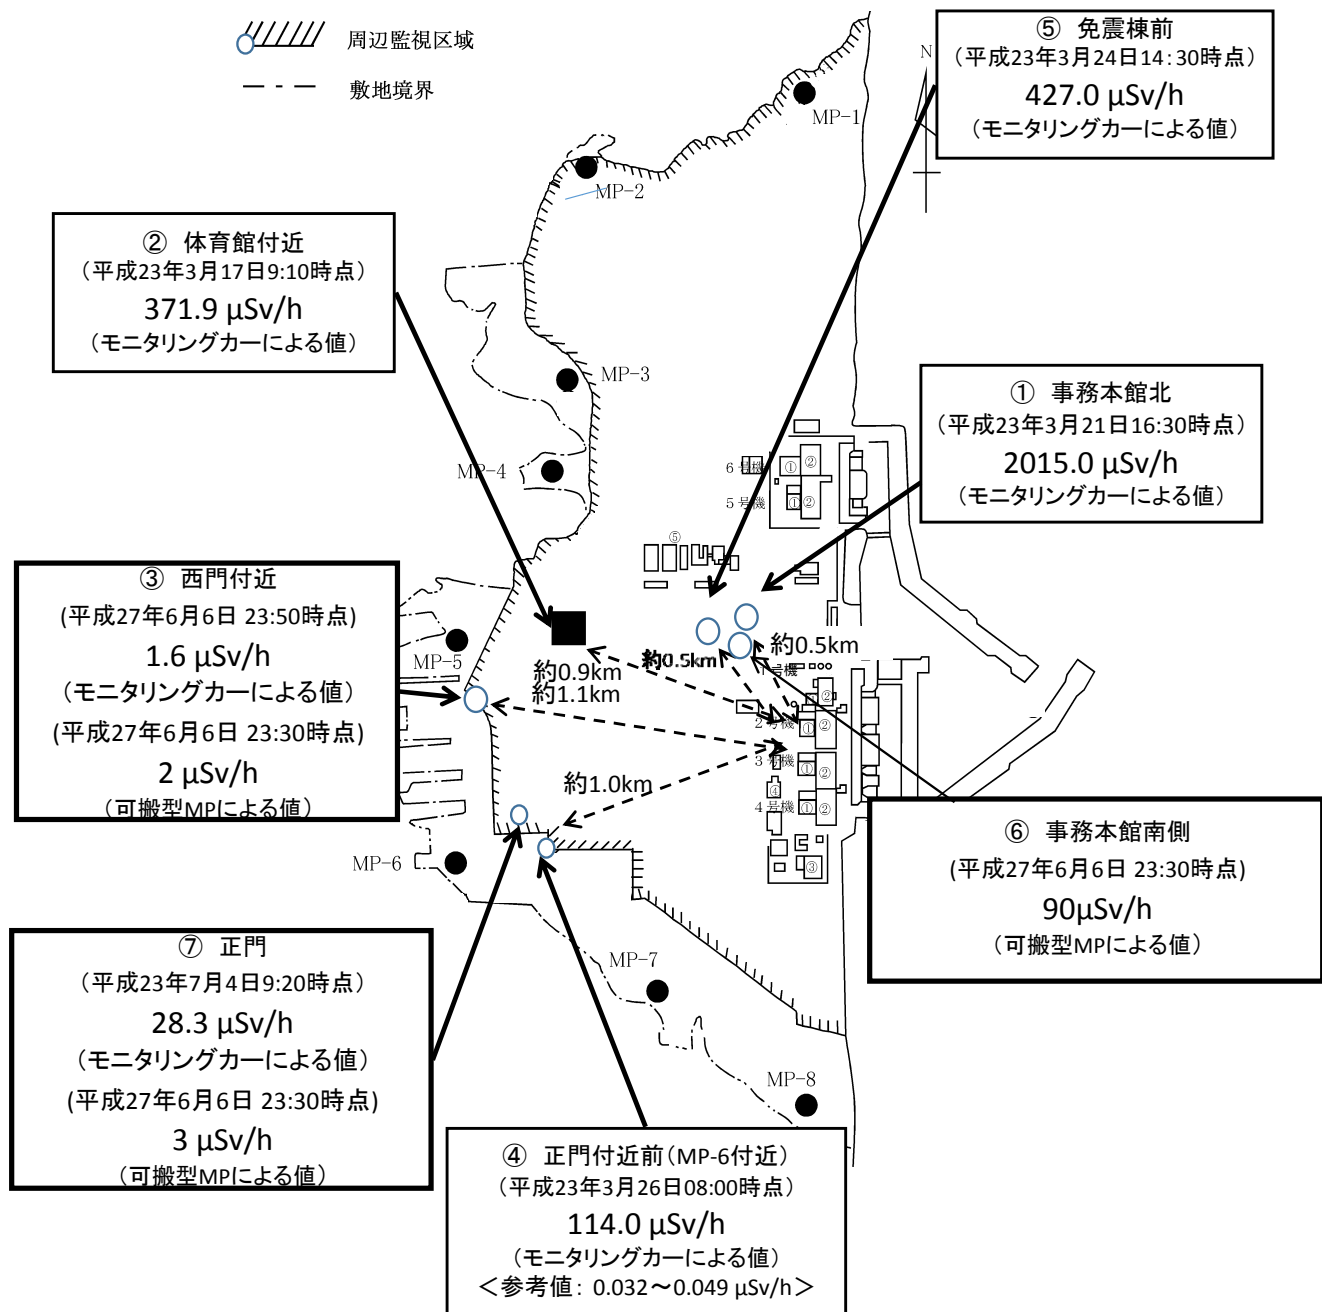 周辺監視区域
敷地境界
⑤ 免震棟前
（平成23年3月24日14:30時点）
427.0 μSv/h
（モニタリングカーによる値）
N
MP-1
MP-2
② 体育館付近
（平成23年3月17日9:10時点）
371.9 μSv/h
（モニタリングカーによる値）
MP-3
① 事務本館北
（平成23年3月21日16:30時点）
2015.0 μSv/h
（モニタリングカーによる値）
MP-4
6号機
① ②
5号機
① ②
⑤
③ 西門付近
(平成27年6月6日 23:50時点)
1.6 μSv/h
（モニタリングカーによる値）
(平成27年6月6日 23:30時点)
2 μSv/h
（可搬型MPによる値）
MP-5
約0.9km
約1.1km
約0.5km
約0.5km
1号機
②
2号機
① ②
3号機
① ②
④
4号機
① ②
③
約1.0km
MP-6
⑥ 事務本館南側
(平成27年6月6日 23:30時点)
90μSv/h
（可搬型MPによる値）
⑦ 正門
（平成23年7月4日9:20時点）
28.3 μSv/h
（モニタリングカーによる値）
(平成27年6月6日 23:30時点)
3 μSv/h
（可搬型MPによる値）
MP-7
MP-8
④ 正門付近前（MP-6付近）
（平成23年3月26日08:00時点）
114.0 μSv/h
（モニタリングカーによる値）
＜参考値: 0.032～0.049 μSv/h＞